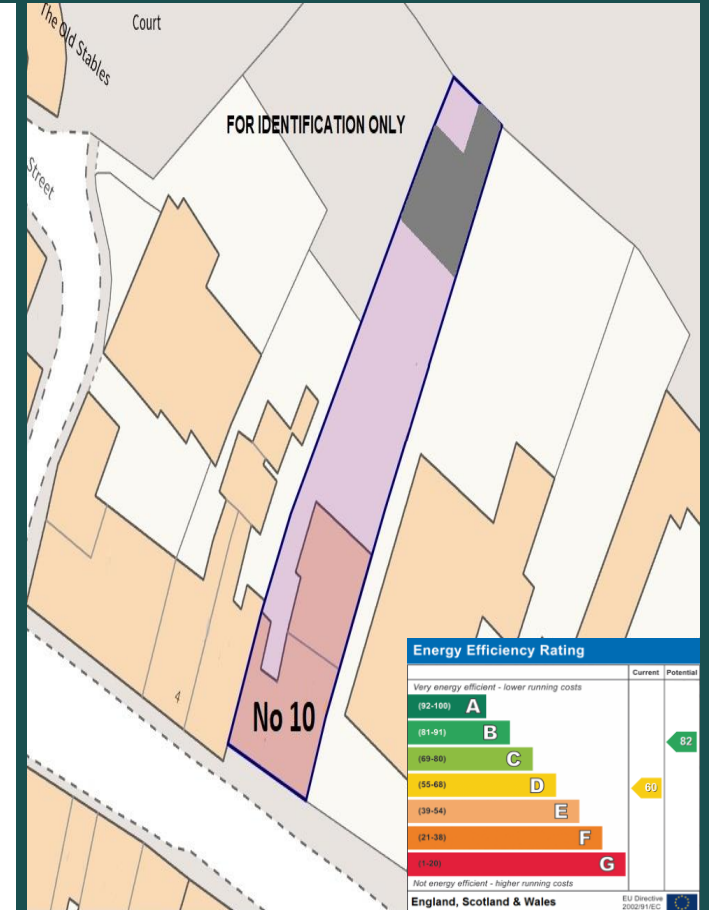 The Old Stables
Court
FOR IDENTIFICATION ONLY
Street
4
No 10
Energy Efficiency Rating
Current Potential
Very energy efficient - lower running costs
(92-100) A
(81-91) B
82
(69-80) C
(55-68) D
60
(39-54) E
(21-38) F
(1-20) G
Not energy efficient - higher running costs
England, Scotland & Wales
EU Directive
2002/91/EC